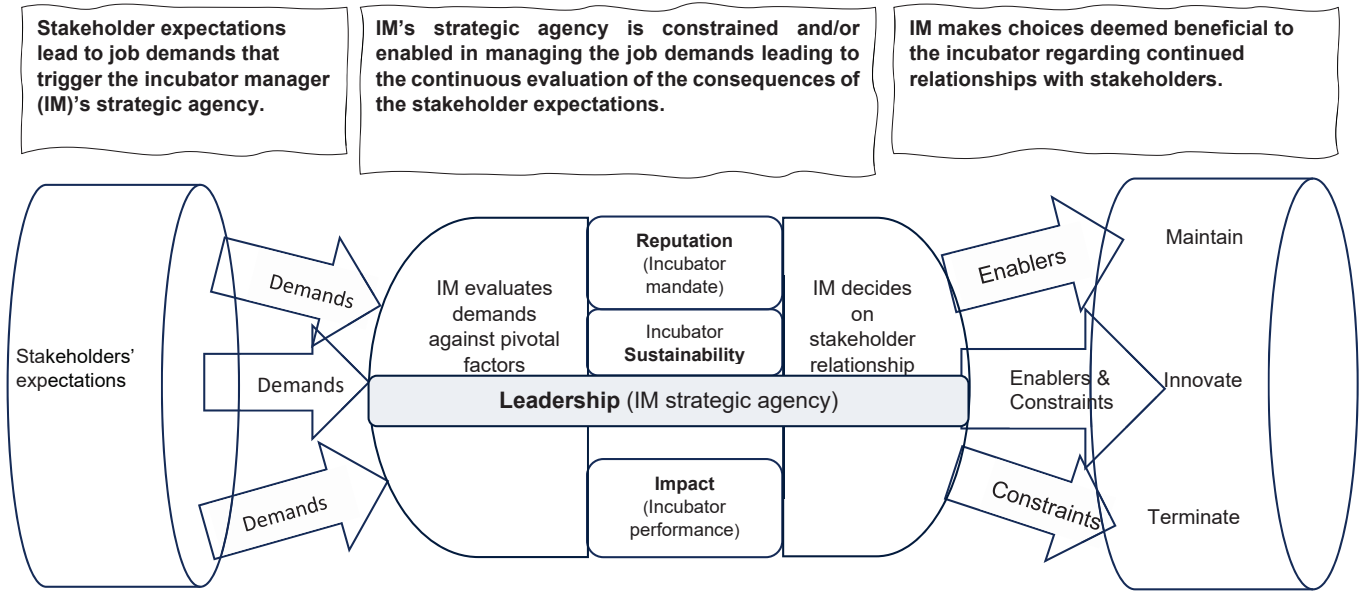 Stakeholder expectations
lead to job demands that
trigger the incubator manager
(IM)'s strategic agency.
IM's strategic agency is constrained and/or
enabled in managing the job demands leading to
the continuous evaluation of the consequences of
the stakeholder expectations.
IM makes choices deemed beneficial to
the incubator regarding continued
relationships with stakeholders.
Stakeholders'
expectations
Demands
Demands
Demands
IM evaluates
demands
against pivotal
factors
Reputation
(Incubator
mandate)
Incubator
Sustainability
Leadership (IM strategic agency)
Impact
(Incubator
performance)
IM decides
on
stakeholder
relationship
Enablers
Enablers &
Constraints
Constraints
Maintain
Innovate
Terminate